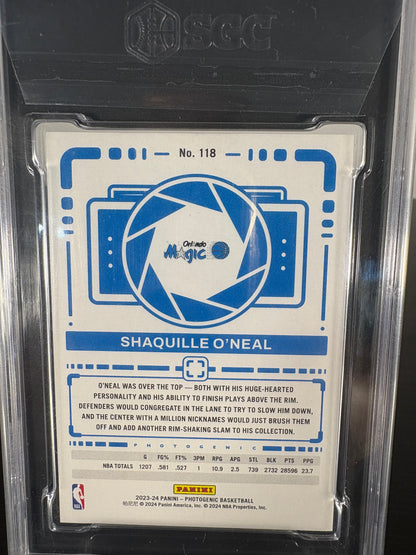 SGC
No. 118
Orlando
Magic
SHAQUILLE O'NEAL
O'NEAL WAS OVER THE TOP — BOTH WITH HIS HUGE-HEARTED
PERSONALITY AND HIS ABILITY TO FINISH PLAYS ABOVE THE RIM.
DEFENDERS WOULD CONGREGATE IN THE LANE TO TRY TO SLOW HIM DOWN,
AND THE CENTER WITH A MILLION NICKNAMES WOULD JUST BRUSH THEM
OFF AND ADD ANOTHER RIM-SHAKING SLAM TO HIS COLLECTION.
PHOTOGENIC
G FG% FT% 3PM RPG APG STL BLK PTS PPG
NBA TOTALS 1207 .581 .527 1 10.9 2.5 739 2732 28596 23.7
PANINI
2023-24 PANINI – PHOTOGENIC BASKETBALL
帕尼尼 © 2024 Panini America, Inc. © 2024 NBA Properties, Inc.